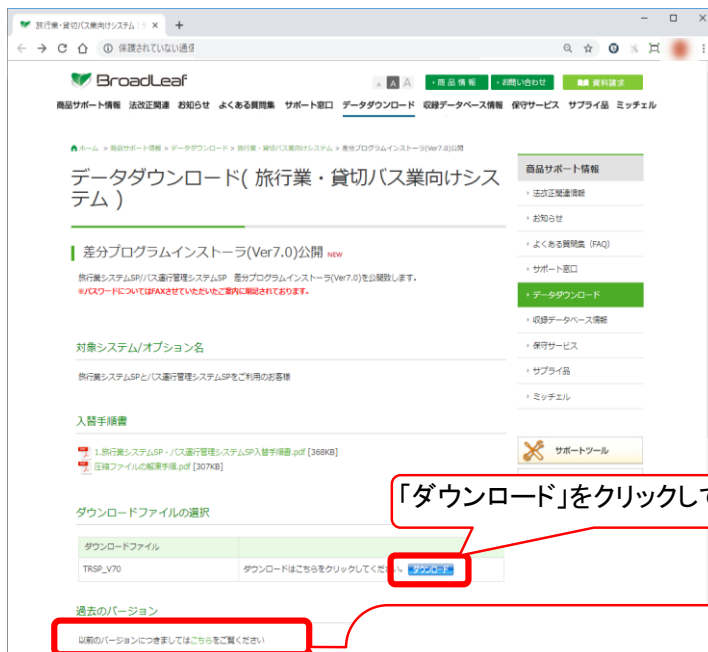 旅行業・貸切バス業向けシステム｜デ
保護されていない通信
BroadLeaf
A A A
・商品情報
・お問い合わせ
資料請求
商品サポート情報 法改正関連 お知らせ よくある質問集 サポート窓口 データダウンロード 収録データベース情報 保守サービス サプライ品 ミッチェル
ホーム > 商品サポート情報 > データダウンロード > 旅行業・貸切バス業向けシステム > 差分プログラムインストーラ(Ver7.0)公開
データダウンロード( 旅行業・貸切バス業向けシス
テム )
差分プログラムインストーラ(Ver7.0)公開 NEW
旅行業システムSP/バス運行管理システムSP 差分プログラムインストーラ(Ver7.0)を公開致します。
※パスワードについてはFAXさせていただいたご案内に明記されております。
対象システム/オプション名
旅行業システムSPとバス運行管理システムSPをご利用のお客様
入替手順書
1.旅行業システムSP・バス運行管理システムSP入替手順書.pdf [368KB]
圧縮ファイルの解凍手順.pdf [307KB]
ダウンロードファイルの選択
ダウンロードファイル
TRSP_V70 ダウンロードはこちらをクリックしてください。 ダウンロード
過去のバージョン
以前のバージョンにつきましてはこちらをご覧ください
商品サポート情報
法改正関連情報
お知らせ
よくある質問集（FAQ）
サポート窓口
データダウンロード
収録データベース情報
保守サービス
サプライ品
ミッチェル
サポートツール
「ダウンロード」をクリックして